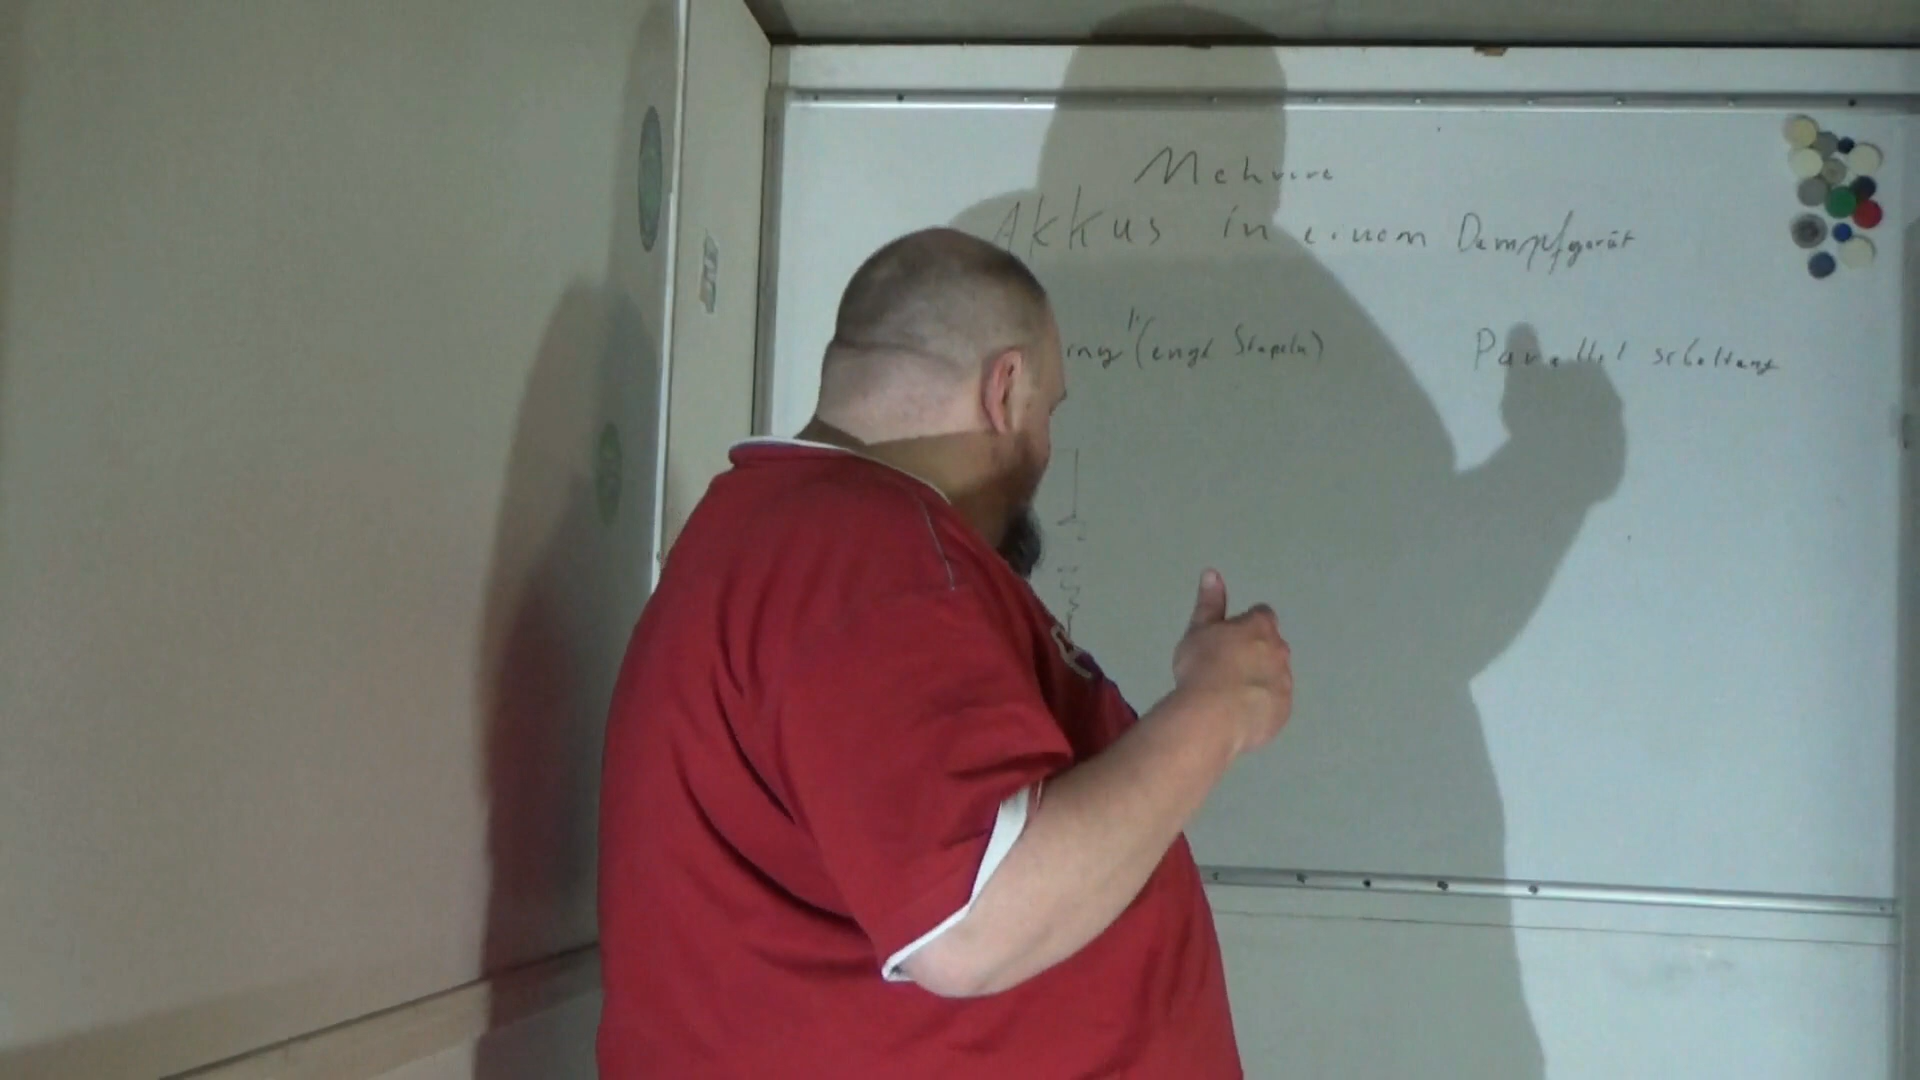 Mehrere
Akkus in einem Dampfgerät
(engl Stapeln)
Parallel schaltung